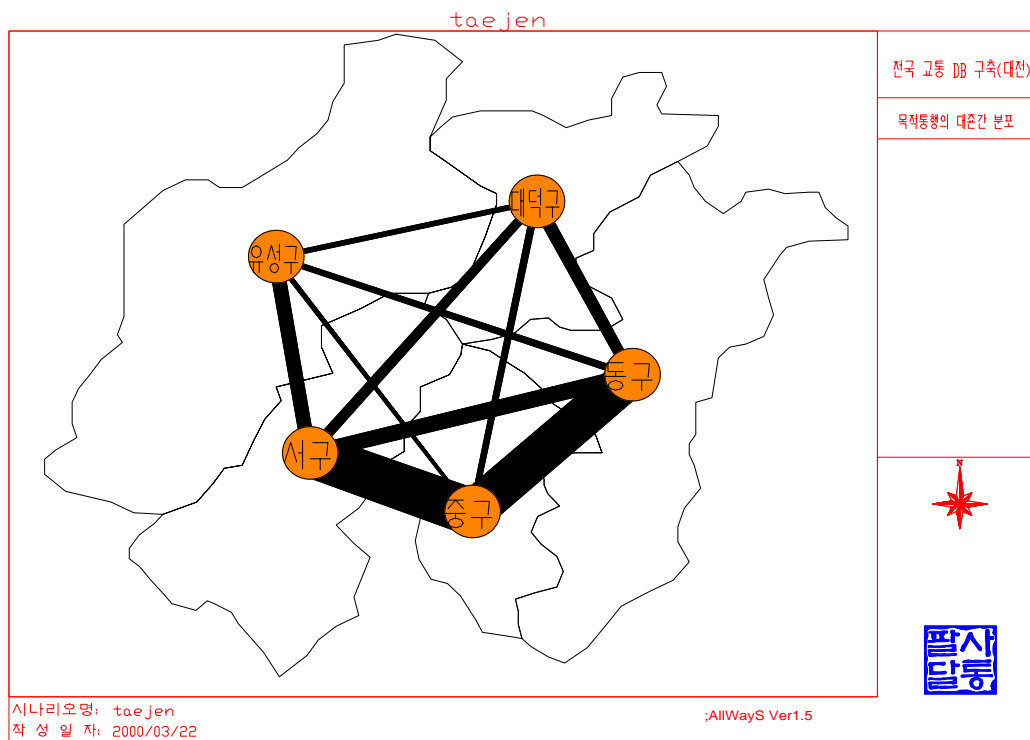 taejen
전국 교통 DB 구축(대전)
목적통행의 대죤간 분포
대덕구
유성구
동구
서구
중구
N
팔사
달통
시나리오명: taejen
작 성 일 자: 2000/03/22
;AllWayS Ver1.5